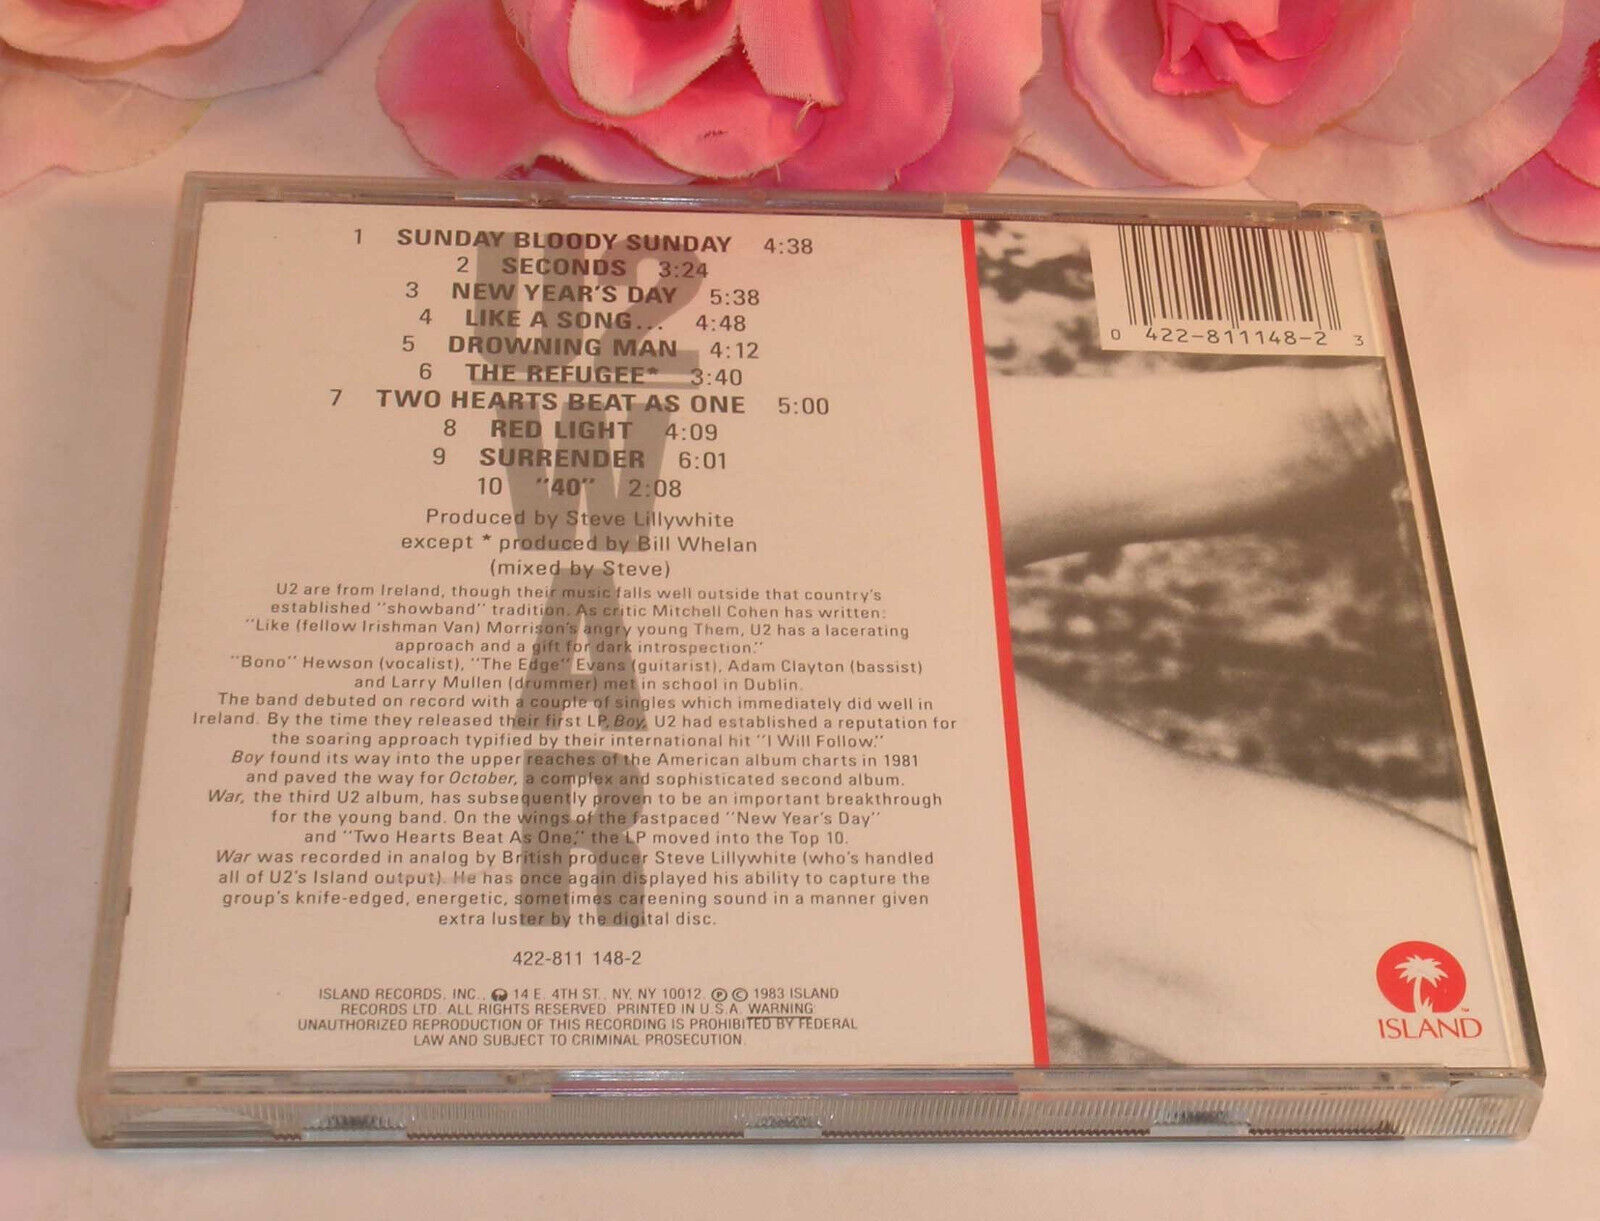 1 SUNDAY BLOODY SUNDAY 4:38
2 SECONDS 3:24
3 NEW YEAR'S DAY 5:38
4 LIKE A SONG... 4:48
5 DROWNING MAN 4:12
6 THE REFUGEE* 3:40
7 TWO HEARTS BEAT AS ONE 5:00
8 RED LIGHT 4:09
9 SURRENDER 6:01
10 "40" 2:08
Produced by Steve Lillywhite
except * produced by Bill Whelan
(mixed by Steve)
U2 are from Ireland, though their music falls well outside that country's
established "showband" tradition. As critic Mitchell Cohen has written:
"Like (fellow Irishman Van) Morrison's angry young Them, U2 has a lacerating
approach and a gift for dark introspection."
"Bono" Hewson (vocalist), "The Edge" Evans (guitarist), Adam Clayton (bassist)
and Larry Mullen (drummer) met in school in Dublin.
The band debuted on record with a couple of singles which immediately did well in
Ireland. By the time they released their first LP, Boy, U2 had established a reputation for
the soaring approach typified by their international hit "I Will Follow."
Boy found its way into the upper reaches of the American album charts in 1981
and paved the way for October, a complex and sophisticated second album.
War, the third U2 album, has subsequently proven to be an important breakthrough
for the young band. On the wings of the fastpaced "New Year's Day"
and "Two Hearts Beat As One," the LP moved into the Top 10.
War was recorded in analog by British producer Steve Lillywhite (who's handled
all of U2's Island output). He has once again displayed his ability to capture the
group's knife-edged, energetic, sometimes careening sound in a manner given
extra luster by the digital disc.
422-811 148-2
ISLAND RECORDS, INC., 14 E. 4TH ST., NY, NY 10012. ℗ © 1983 ISLAND
RECORDS LTD. ALL RIGHTS RESERVED. PRINTED IN U.S.A. WARNING:
UNAUTHORIZED REPRODUCTION OF THIS RECORDING IS PROHIBITED BY FEDERAL
LAW AND SUBJECT TO CRIMINAL PROSECUTION.
U2
WAR
0 422-811148-2 3
ISLAND™